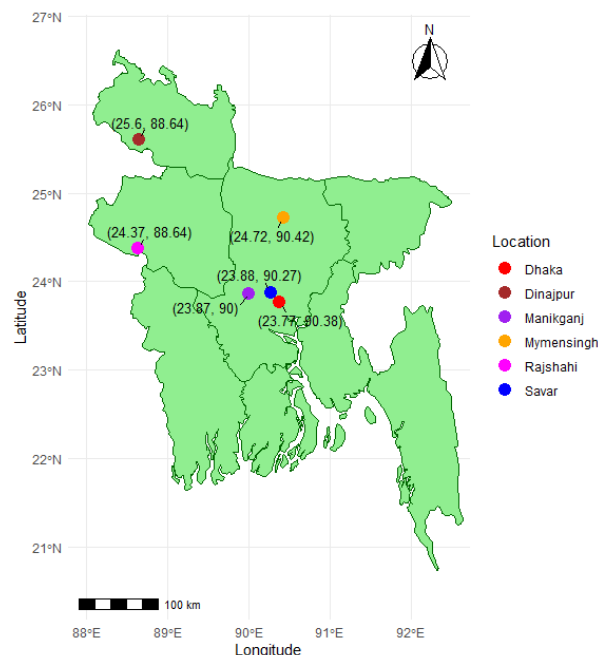 27°N
N
26°N
(25.6, 88.64)
25°N
(24.37, 88.64)
(24.72, 90.42)
Location
Dhaka
Dinajpur
Manikganj
Mymensingh
Rajshahi
Savar
24°N
(23.88, 90.27)
(23.87, 90)
(23.77, 90.38)
Latitude
23°N
22°N
21°N
100 km
88°E 89°E 90°E 91°E 92°E
Longitude